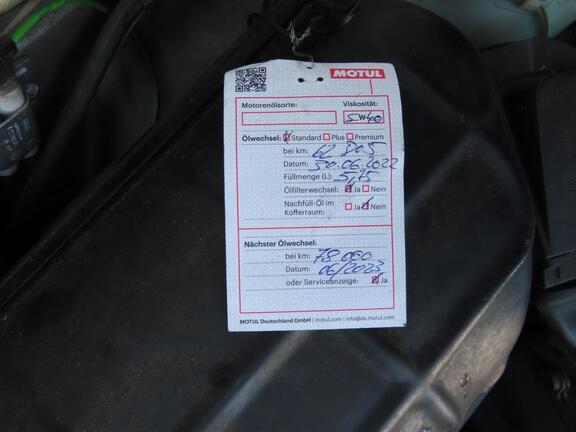 MOTUL
Motorenölsorte: Viskosität:
5W40
Ölwechsel: Standard Plus Premium
bei km: 62 805
Datum: 30.06.2022
Füllmenge (L): 5,75
Ölfilterwechsel: Ja Nein
Nachfüll-Öl im
Kofferraum: Ja Nein
Nächster Ölwechsel:
bei km: 78 000
Datum: 06/2023
oder Serviceanzeige: Ja
MOTUL Deutschland GmbH | motul.com | info@de.motul.com